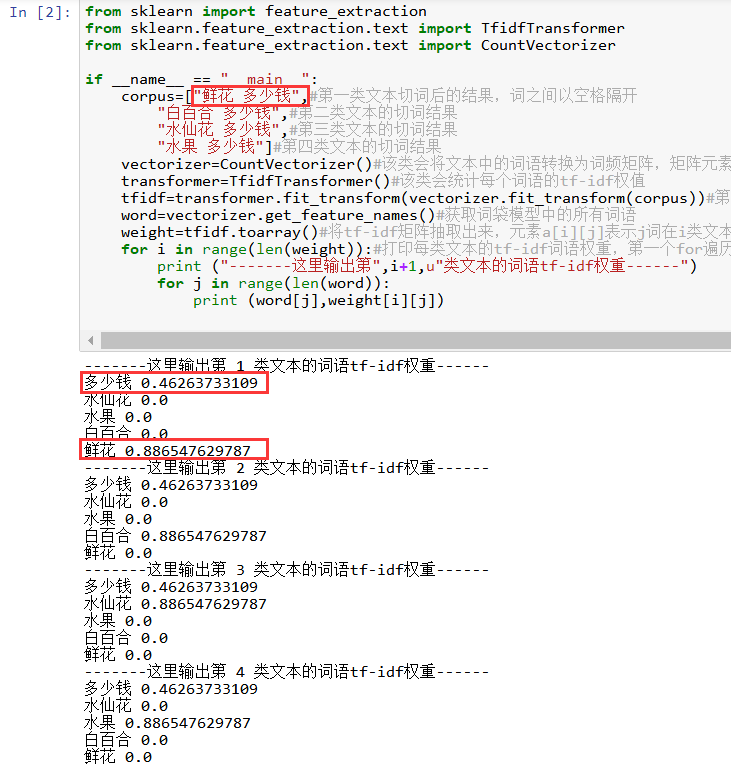 In [2]:
from sklearn import feature_extraction
from sklearn.feature_extraction.text import TfidfTransformer
from sklearn.feature_extraction.text import CountVectorizer
if __name__ == "__main__":
corpus=["鲜花 多少钱",#第一类文本切词后的结果，词之间以空格隔开
"白百合 多少钱",#第二类文本的切词结果
"水仙花 多少钱",#第三类文本的切词结果
"水果 多少钱"]#第四类文本的切词结果
vectorizer=CountVectorizer()#该类会将文本中的词语转换为词频矩阵，矩阵元素
transformer=TfidfTransformer()#该类会统计每个词语的tf-idf权值
tfidf=transformer.fit_transform(vectorizer.fit_transform(corpus))#第
word=vectorizer.get_feature_names()#获取词袋模型中的所有词语
weight=tfidf.toarray()#将tf-idf矩阵抽取出来，元素a[i][j]表示j词在i类文本
for i in range(len(weight)):#打印每类文本的tf-idf词语权重，第一个for遍历
print ("-------这里输出第",i+1,u"类文本的词语tf-idf权重------")
for j in range(len(word)):
print (word[j],weight[i][j])
-------这里输出第 1 类文本的词语tf-idf权重------
多少钱 0.46263733109
水仙花 0.0
水果 0.0
白百合 0.0
鲜花 0.886547629787
-------这里输出第 2 类文本的词语tf-idf权重------
多少钱 0.46263733109
水仙花 0.0
水果 0.0
白百合 0.886547629787
鲜花 0.0
-------这里输出第 3 类文本的词语tf-idf权重------
多少钱 0.46263733109
水仙花 0.886547629787
水果 0.0
白百合 0.0
鲜花 0.0
-------这里输出第 4 类文本的词语tf-idf权重------
多少钱 0.46263733109
水仙花 0.0
水果 0.886547629787
白百合 0.0
鲜花 0.0